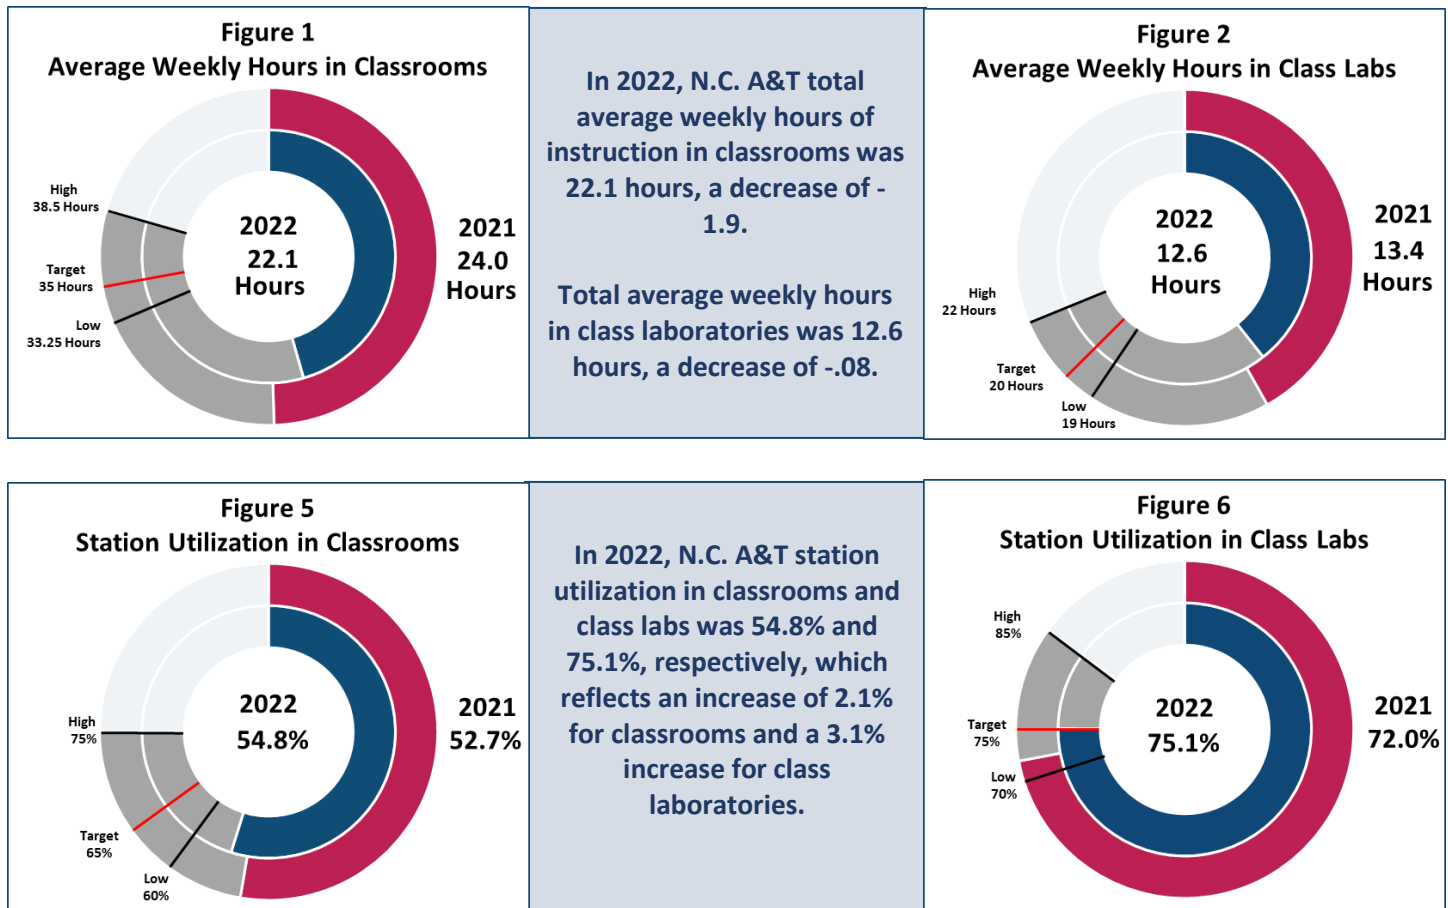 Figure 1
Average Weekly Hours in Classrooms
High
38.5 Hours
Target
35 Hours
Low
33.25 Hours
2022
22.1
Hours
2021
24.0
Hours
In 2022, N.C. A&T total
average weekly hours of
instruction in classrooms was
22.1 hours, a decrease of -
1.9.
Total average weekly hours
in class laboratories was 12.6
hours, a decrease of -.08.
Figure 2
Average Weekly Hours in Class Labs
High
22 Hours
Target
20 Hours
Low
19 Hours
2022
12.6
Hours
2021
13.4
Hours
Figure 5
Station Utilization in Classrooms
High
75%
Target
65%
Low
60%
2022
54.8%
2021
52.7%
In 2022, N.C. A&T station
utilization in classrooms and
class labs was 54.8% and
75.1%, respectively, which
reflects an increase of 2.1%
for classrooms and a 3.1%
increase for class
laboratories.
Figure 6
Station Utilization in Class Labs
High
85%
Target
75%
Low
70%
2022
75.1%
2021
72.0%